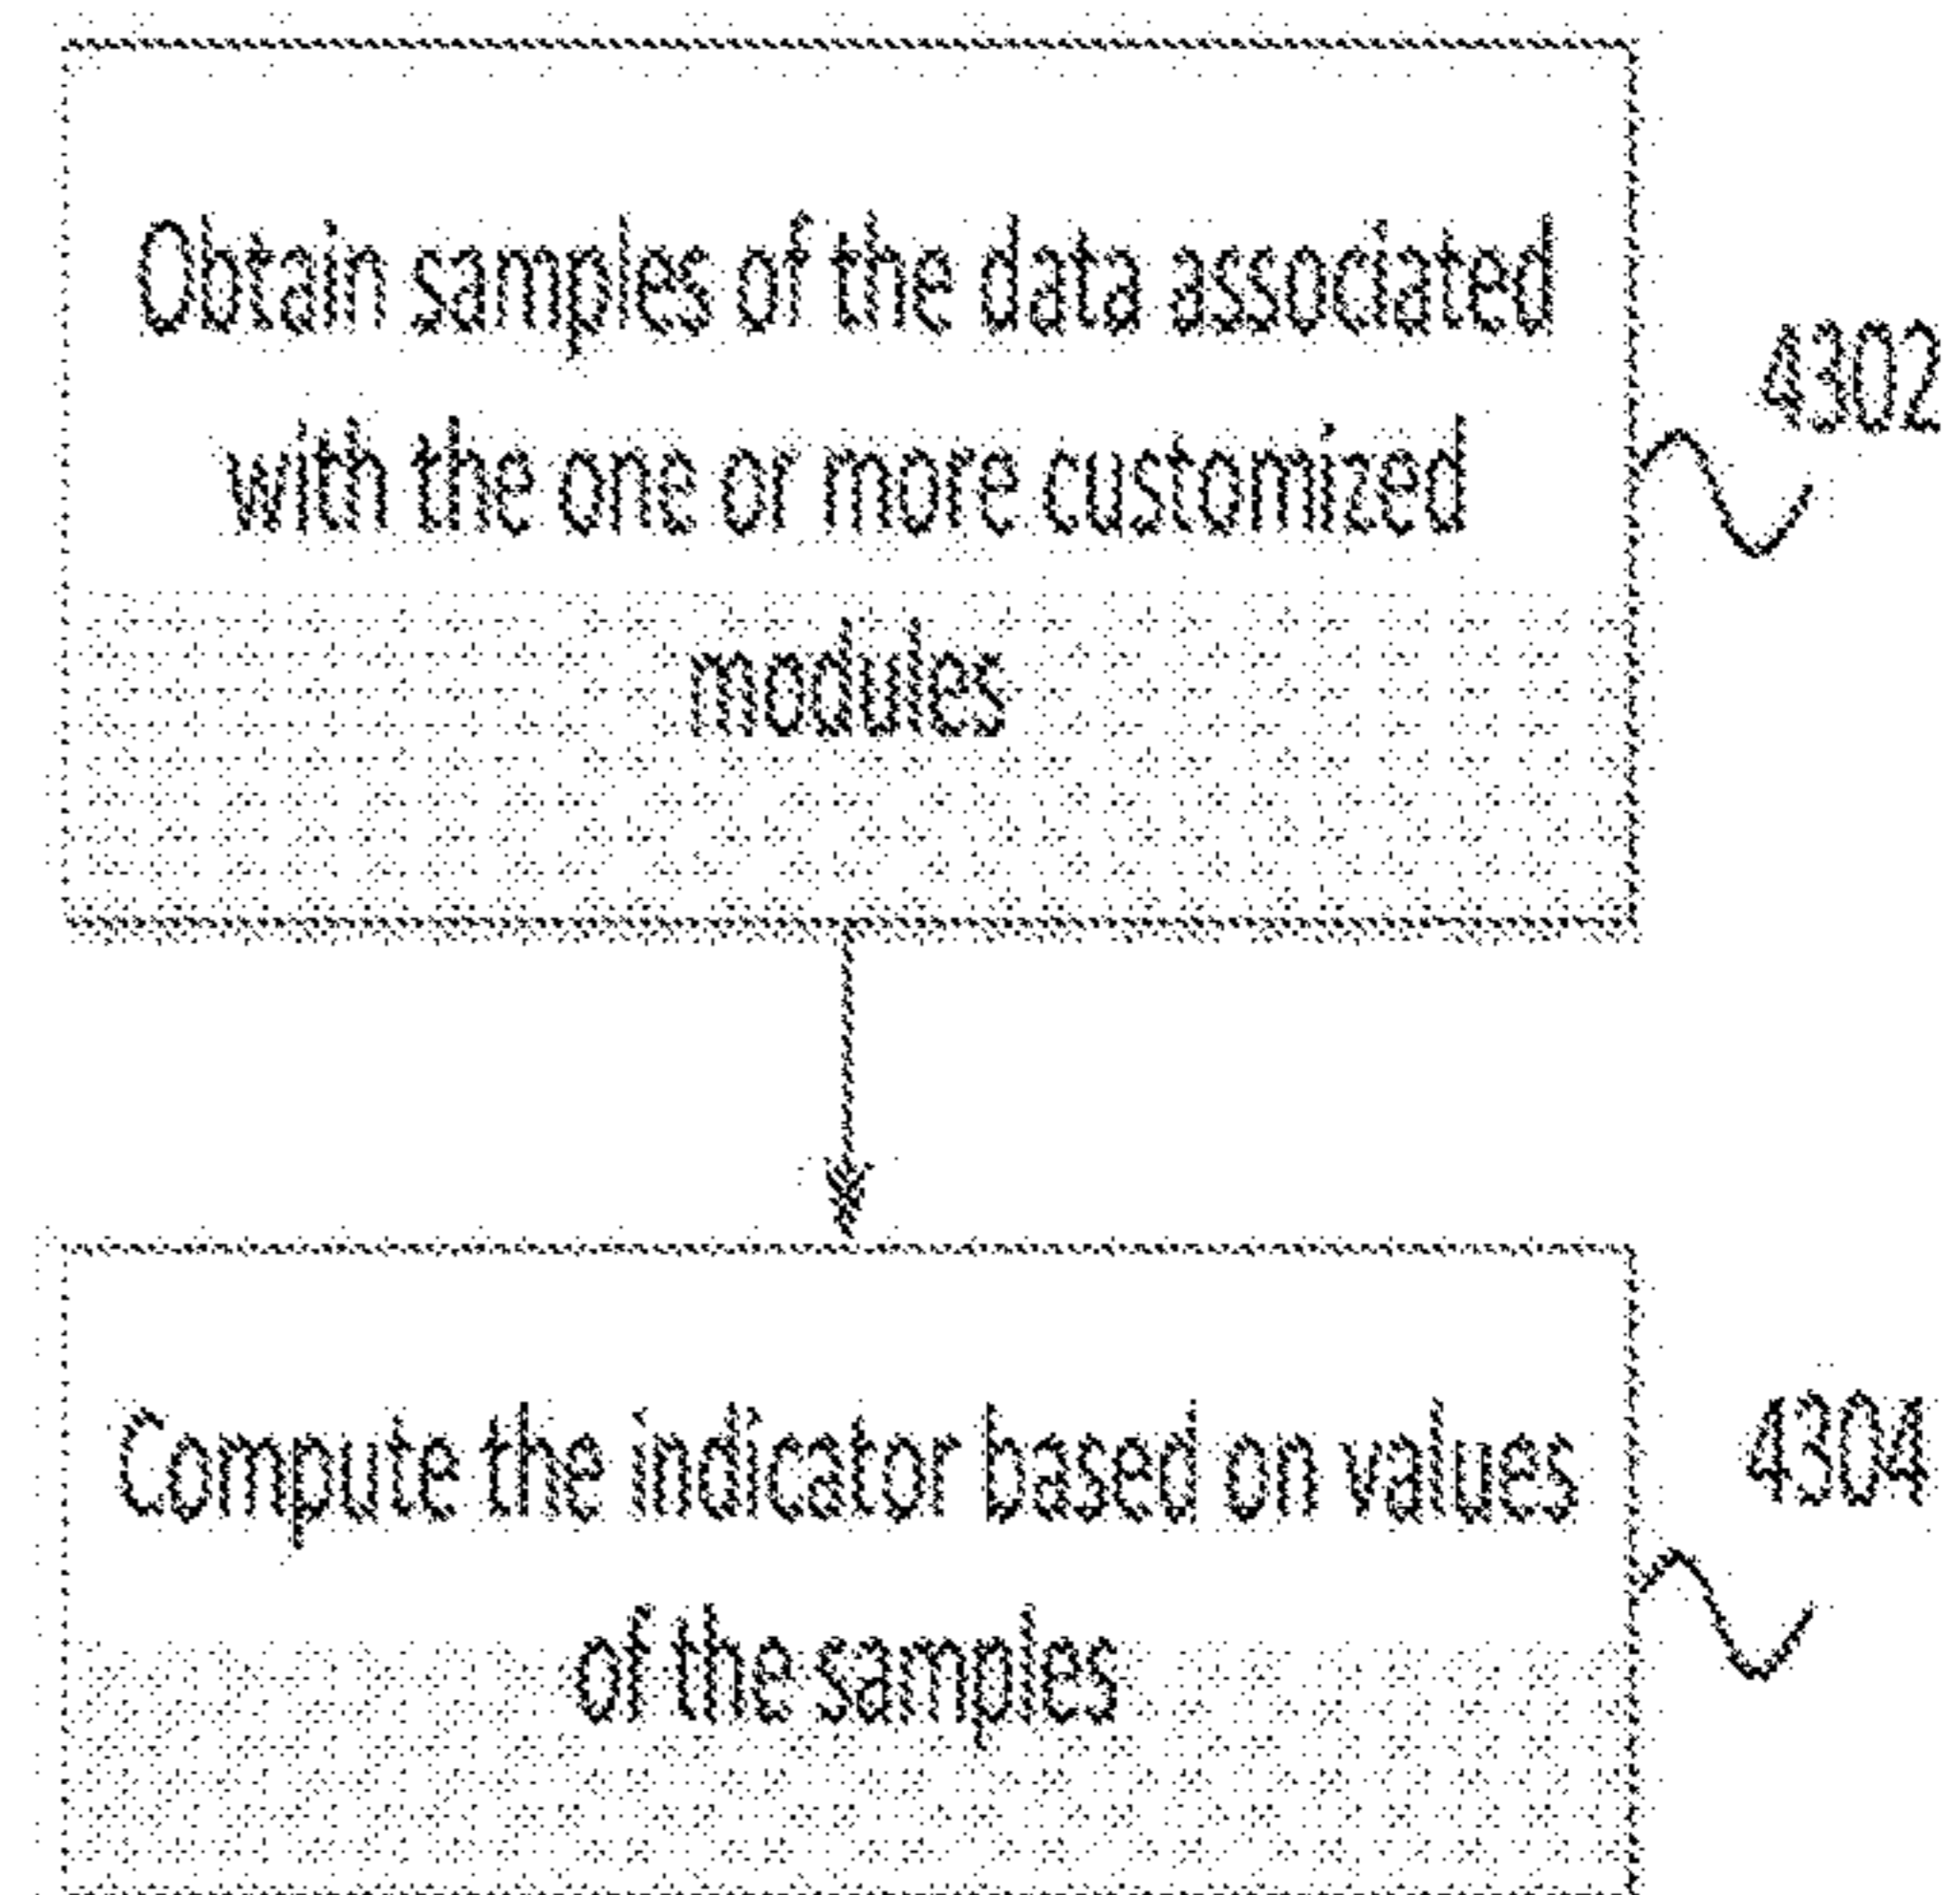 Obtain samples of the data associated
with the one or more customized
modules
4302
Compute the indicator based on values
of the samples
4304